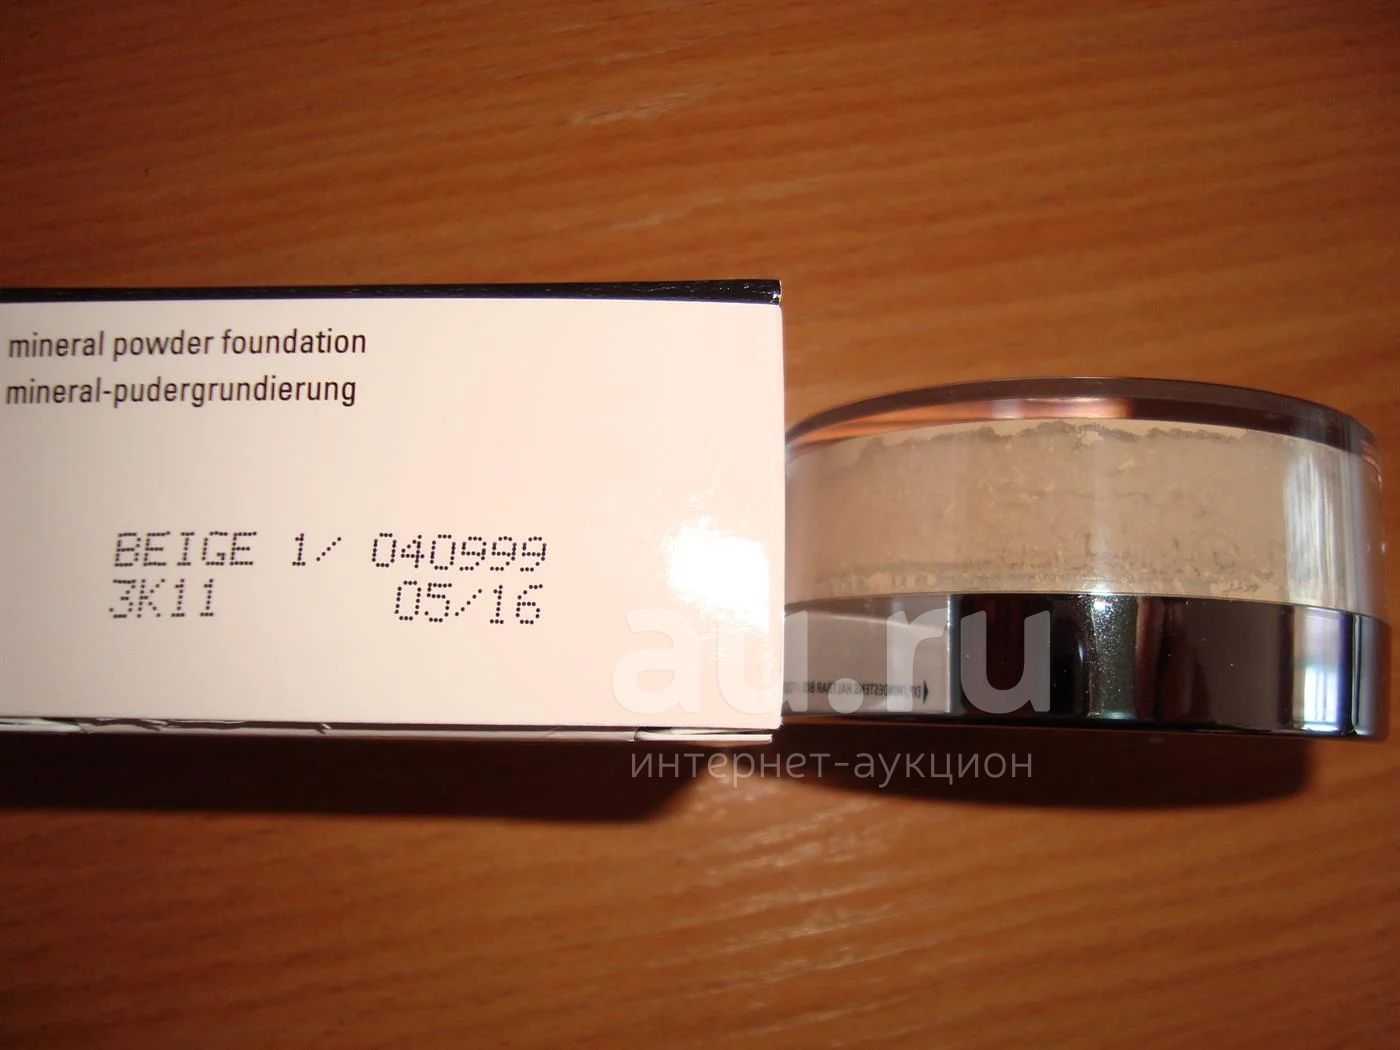 mineral powder foundation
mineral-pudergrundierung
BEIGE 1/ 040999
3K11 05/16
au.ru
интернет-аукцион